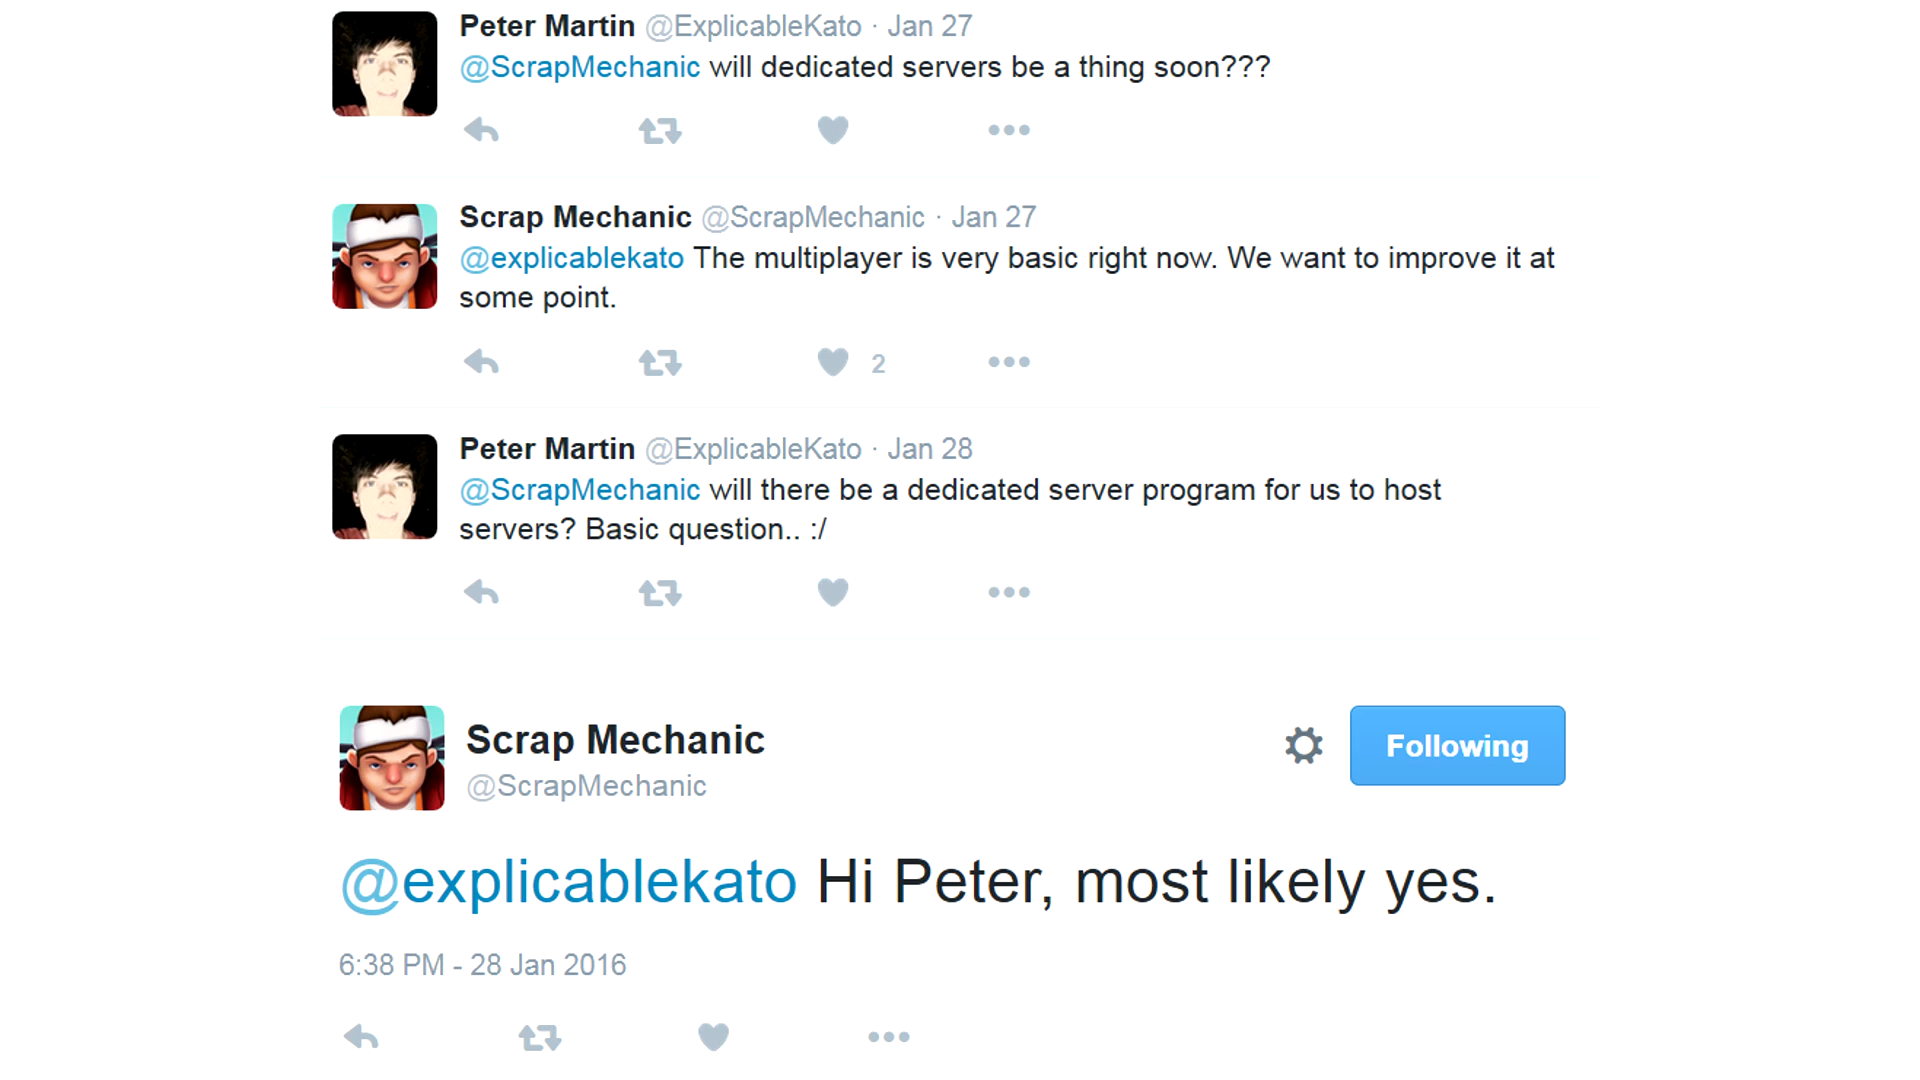 Peter Martin @ExplicableKato · Jan 27
@ScrapMechanic will dedicated servers be a thing soon???
Scrap Mechanic @ScrapMechanic · Jan 27
@explicablekato The multiplayer is very basic right now. We want to improve it at
some point.
2
Peter Martin @ExplicableKato · Jan 28
@ScrapMechanic will there be a dedicated server program for us to host
servers? Basic question.. :/
Scrap Mechanic
@ScrapMechanic
Following
@explicablekato Hi Peter, most likely yes.
6:38 PM - 28 Jan 2016